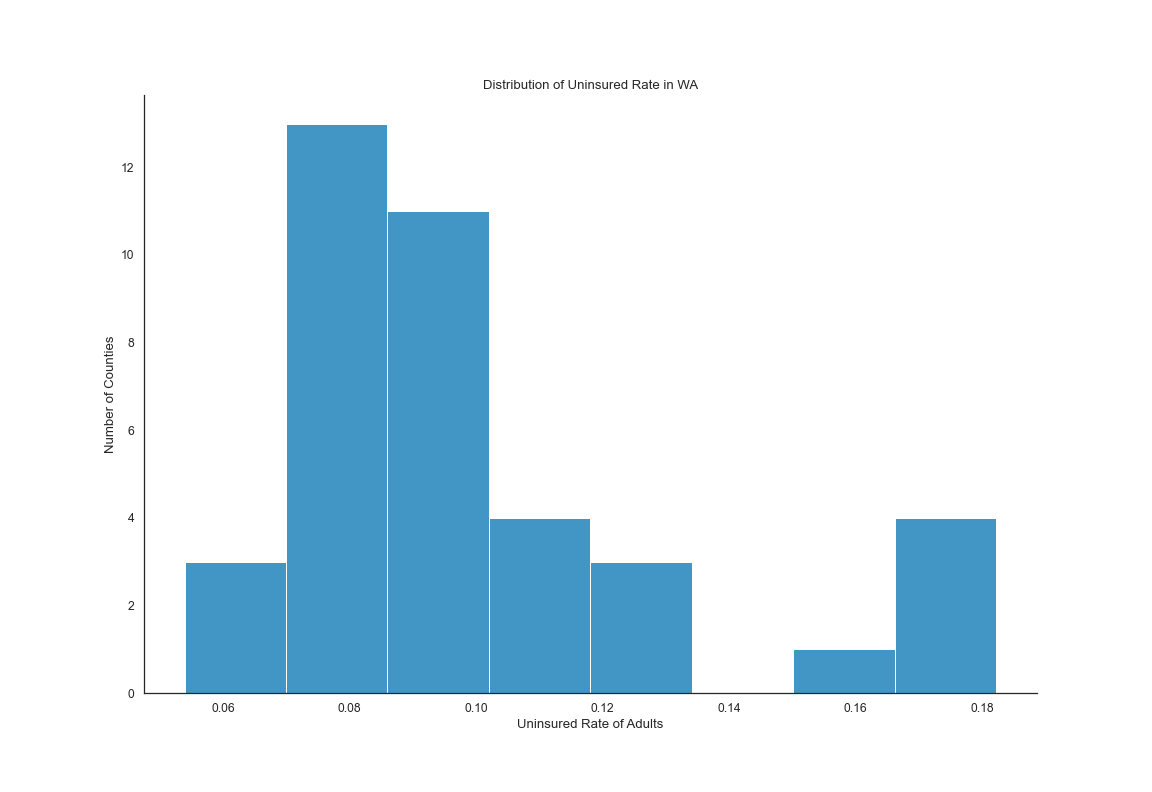 Distribution of Uninsured Rate in WA
Number of Counties
12
10
8
6
4
2
0
0.06 0.08 0.10 0.12 0.14 0.16 0.18
Uninsured Rate of Adults